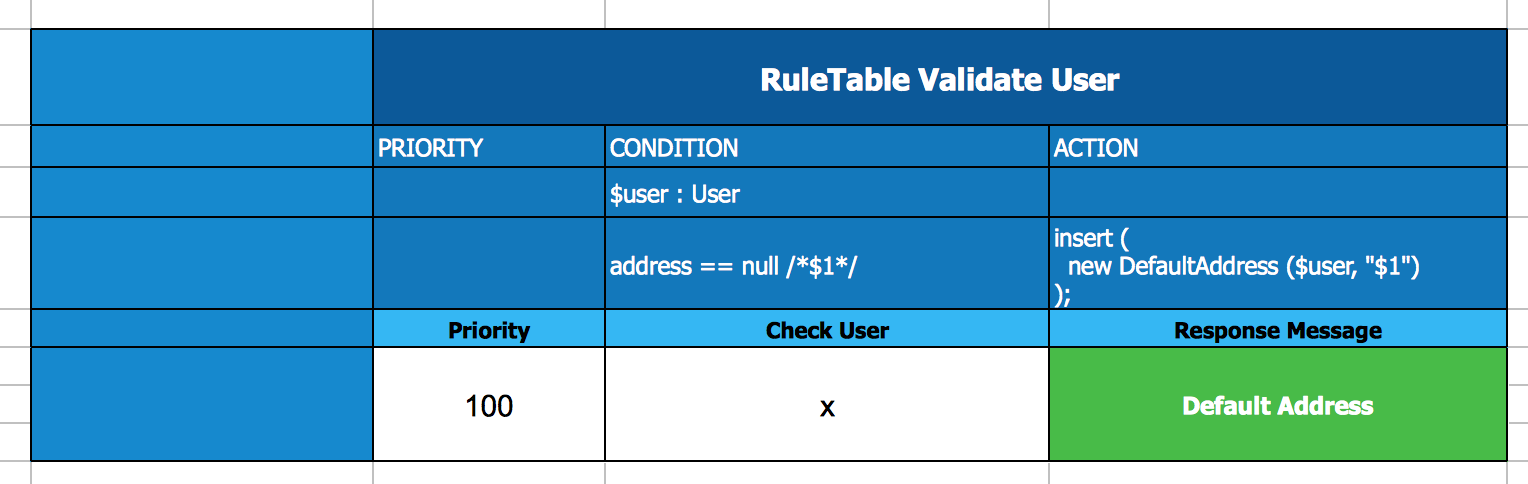 RuleTable Validate User
PRIORITY CONDITION ACTION
$user : User
address == null /*$1*/
insert (
new DefaultAddress ($user, "$1")
);
Priority Check User Response Message
100 x Default Address